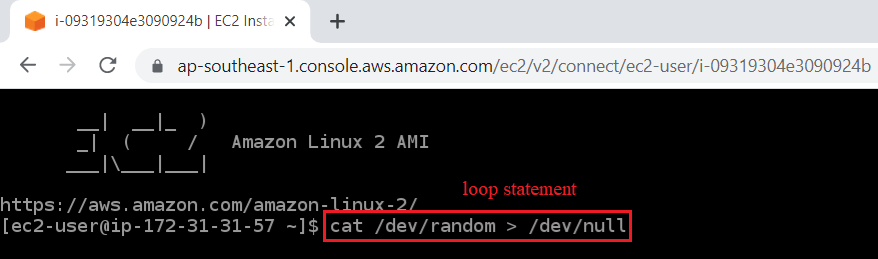 i-09319304e3090924b | EC2 Insta
ap-southeast-1.console.aws.amazon.com/ec2/v2/connect/ec2-user/i-09319304e3090924b
       __|  __|_  )
       _|  (     /   Amazon Linux 2 AMI
      ___|\___|___|
loop statement
https://aws.amazon.com/amazon-linux-2/
[ec2-user@ip-172-31-31-57 ~]$ cat /dev/random > /dev/null